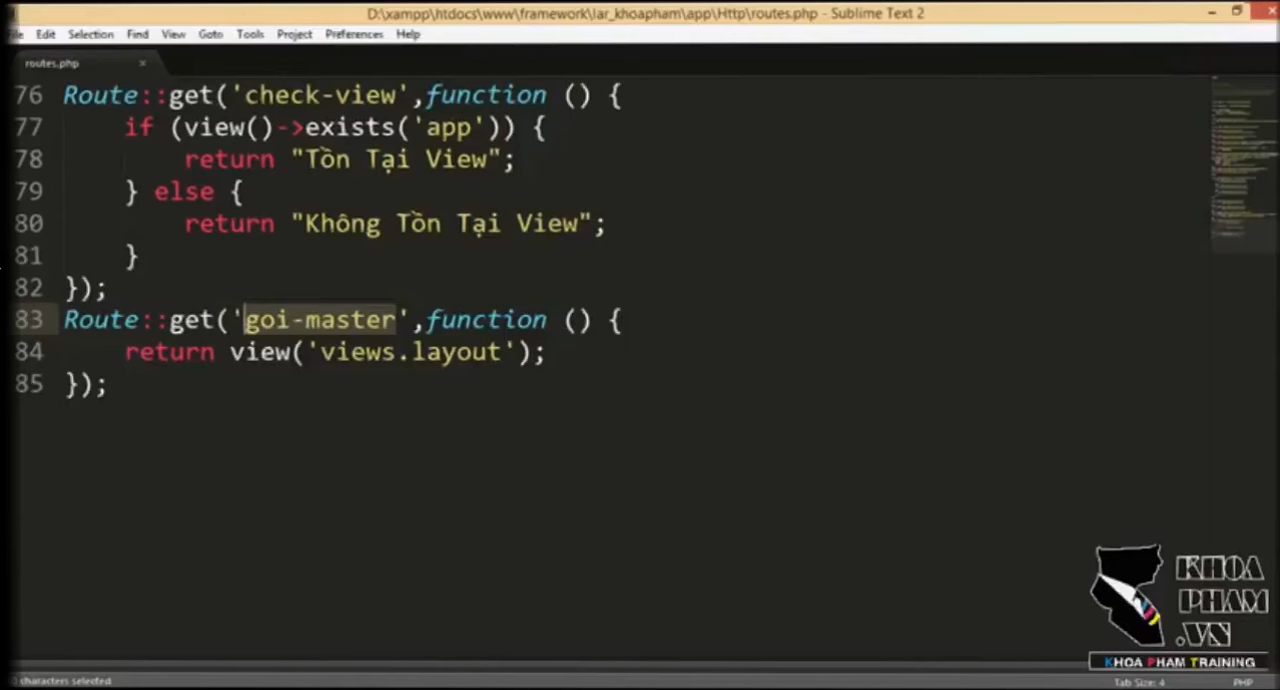 D:\xampp\htdocs\www\framework\lar_khoapham\app\Http\routes.php - Sublime Text 2
File Edit Selection Find View Goto Tools Project Preferences Help
routes.php ×
76 Route::get('check-view',function () {
77 if (view()->exists('app')) {
78 return "Tồn Tại View";
79 } else {
80 return "Không Tồn Tại View";
81 }
82 });
83 Route::get('goi-master',function () {
84 return view('views.layout');
85 });
KHOA
PHAM
.VN
KHOA PHAM TRAINING
characters selected
Tab Size: 4
PHP